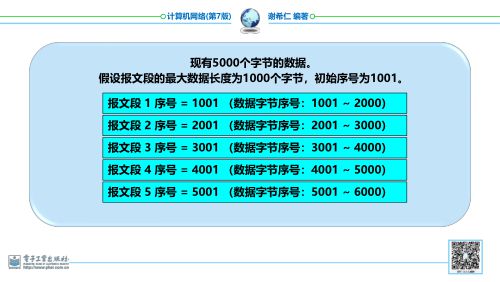 计算机网络(第7版)
谢希仁 编著
现有5000个字节的数据。
假设报文段的最大数据长度为1000个字节，初始序号为1001。
报文段 1 序号 = 1001 （数据字节序号：1001 ~ 2000）
报文段 2 序号 = 2001 （数据字节序号：2001 ~ 3000）
报文段 3 序号 = 3001 （数据字节序号：3001 ~ 4000）
报文段 4 序号 = 4001 （数据字节序号：4001 ~ 5000）
报文段 5 序号 = 5001 （数据字节序号：5001 ~ 6000）
电子工业出版社
http://www.phei.com.cn